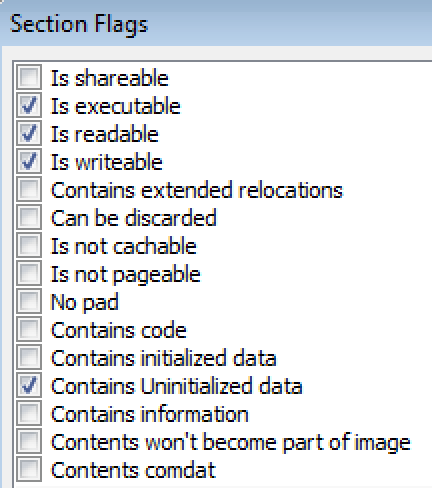 Section Flags
Is shareable
Is executable
Is readable
Is writeable
Contains extended relocations
Can be discarded
Is not cachable
Is not pageable
No pad
Contains code
Contains initialized data
Contains Uninitialized data
Contains information
Contents won't become part of image
Contents comdat